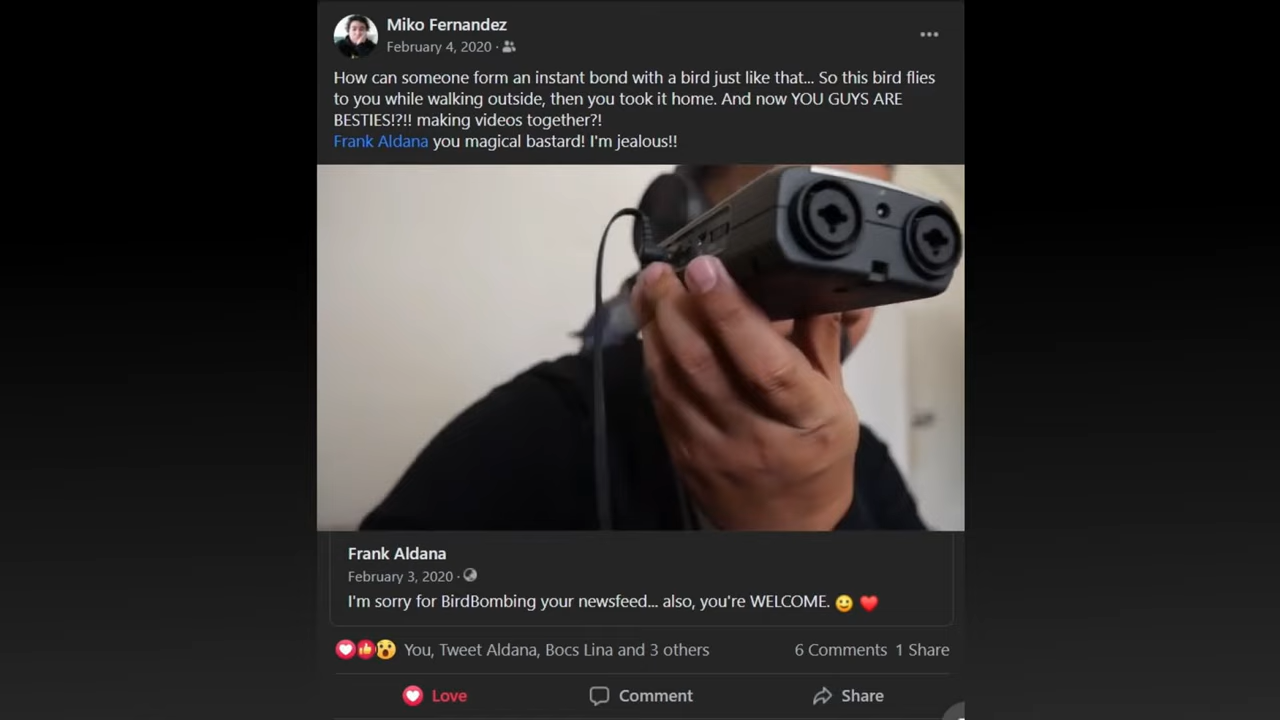 Miko Fernandez
February 4, 2020 ·
How can someone form an instant bond with a bird just like that... So this bird flies
to you while walking outside, then you took it home. And now YOU GUYS ARE
BESTIES!?!! making videos together?!
Frank Aldana you magical bastard! I'm jealous!!
Frank Aldana
February 3, 2020 ·
I'm sorry for BirdBombing your newsfeed... also, you're WELCOME. 🙂 ❤️
You, Tweet Aldana, Bocs Lina and 3 others 6 Comments 1 Share
Love Comment Share